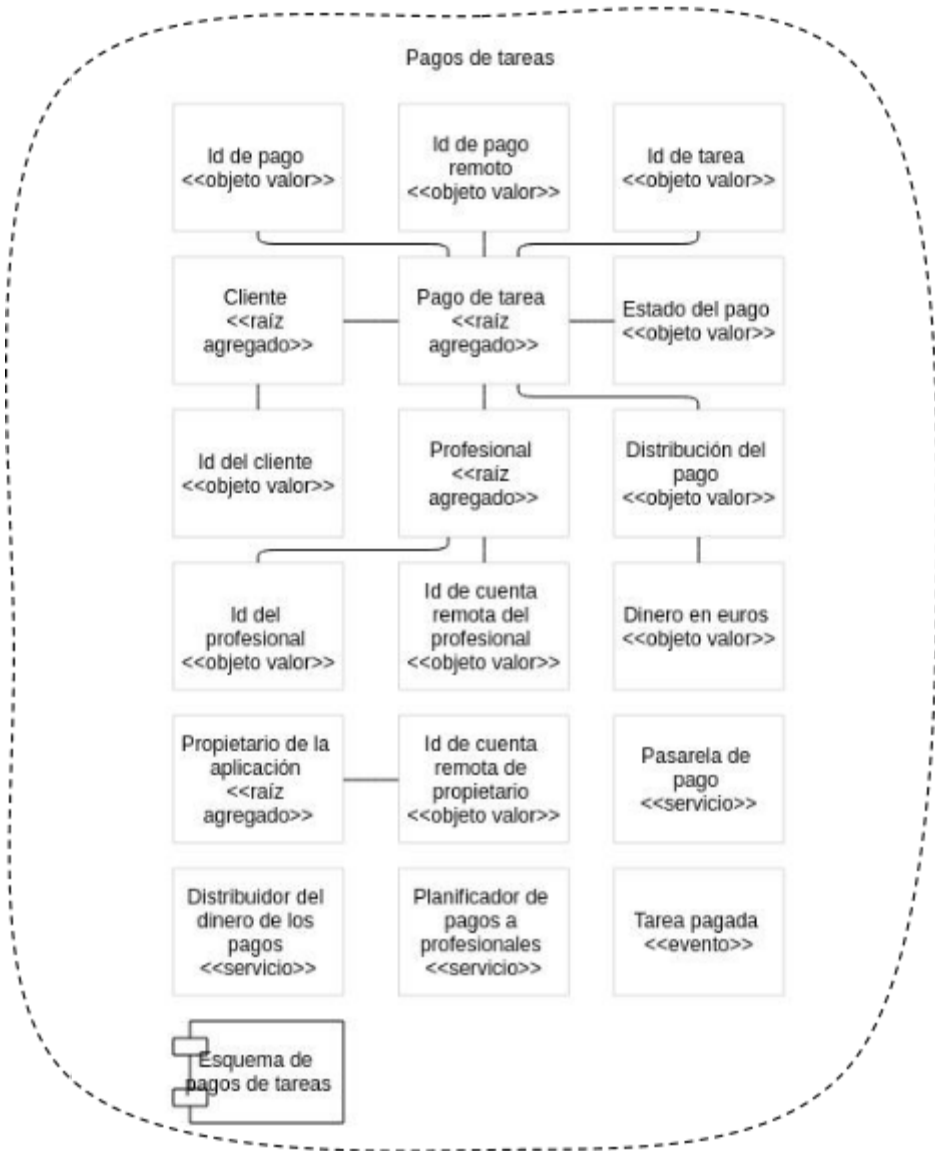 Pagos de tareas
Id de pago
<<objeto valor>>
Id de pago
remoto
<<objeto valor>>
Id de tarea
<<objeto valor>>
Cliente
<<raíz
agregado>>
Pago de tarea
<<raíz
agregado>>
Estado del pago
<<objeto valor>>
Id del cliente
<<objeto valor>>
Profesional
<<raíz
agregado>>
Distribución del
pago
<<objeto valor>>
Id del
profesional
<<objeto valor>>
Id de cuenta
remota del
profesional
<<objeto valor>>
Dinero en euros
<<objeto valor>>
Propietario de la
aplicación
<<raíz
agregado>>
Id de cuenta
remota de
propietario
<<objeto valor>>
Pasarela de
pago
<<servicio>>
Distribuidor del
dinero de los
pagos
<<servicio>>
Planificador de
pagos a
profesionales
<<servicio>>
Tarea pagada
<<evento>>
Esquema de
pagos de tareas